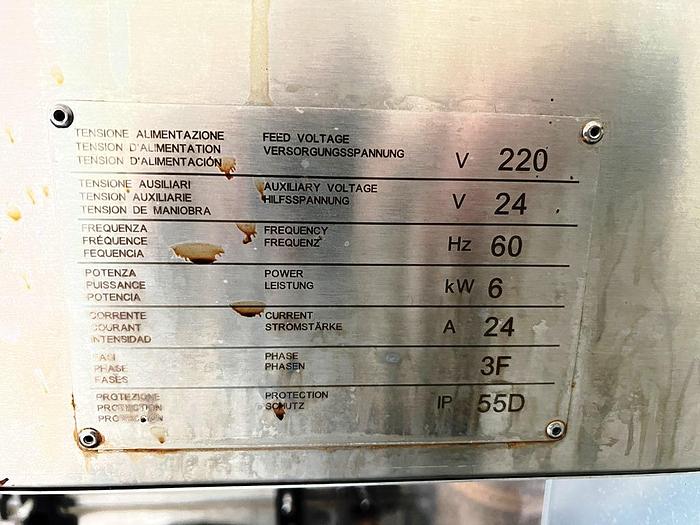 TENSIONE ALIMENTAZIONE FEED VOLTAGE
TENSION D'ALIMENTATION VERSORGUNGSSPANNUNG V 220
TENSION D'ALIMENTACIÓN
TENSIONE AUSILIARI AUXILIARY VOLTAGE
TENSION AUXILIARIE HILFSSPANNUNG V 24
TENSION DE MANIOBRA
FREQUENZA FREQUENCY
FRÉQUENCE FREQUENZ Hz 60
FEQUENCIA
POTENZA POWER
PUISSANCE LEISTUNG kW 6
POTENCIA
CORRENTE CURRENT
COURANT STROMSTÄRKE A 24
INTENSIDAD
FASI PHASE
PHASE PHASEN 3F
FASES
PROTEZIONE PROTECTION
PROTECTION SCHUTZ IP 55D
PROTECCION